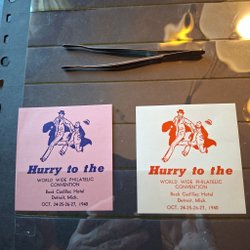 Hurry to the
WORLD WIDE PHILATELIC
CONVENTION
Book Cadillac Hotel
Detroit, Mich.
OCT. 24-25-26-27, 1940
Hurry to the
WORLD WIDE PHILATELIC
CONVENTION
Book Cadillac Hotel
Detroit, Mich.
OCT. 24-25-26-27, 1940